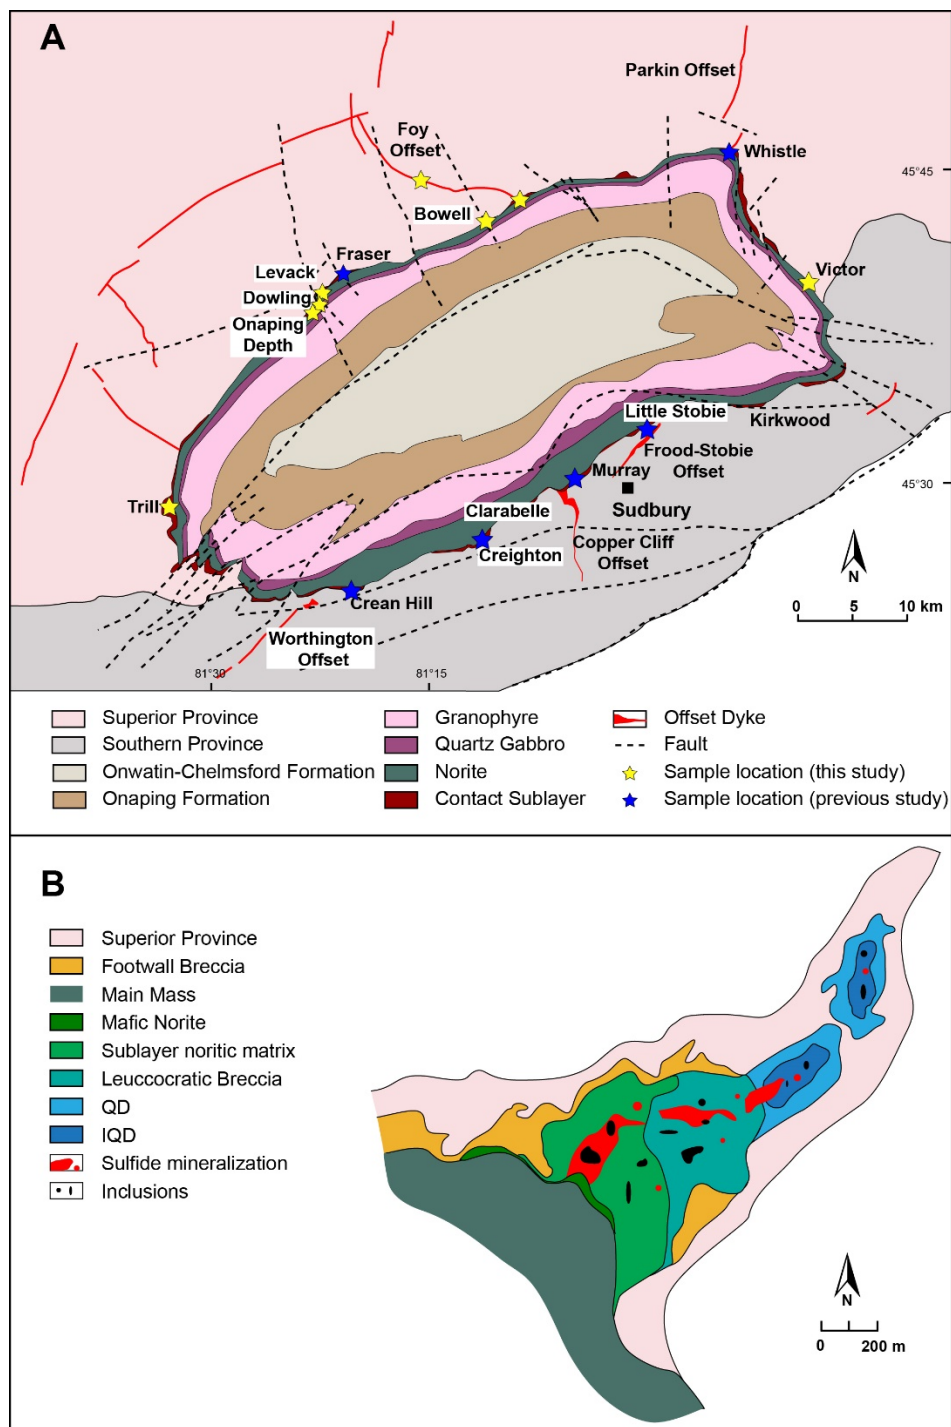 A
Parkin Offset
Foy
Offset
Whistle
45°45
Bowell
Fraser
Levack
Victor
Dowling
Onaping
Depth
Little Stobie
Kirkwood
Frood-Stobie
Offset
Murray
45°30
Trill
Sudbury
Clarabelle
Copper Cliff
Offset
Creighton
N
Crean Hill
0 5 10 km
Worthington
Offset
81°30
81°15
Superior Province
Southern Province
Onwatin-Chelmsford Formation
Onaping Formation
Granophyre
Quartz Gabbro
Norite
Contact Sublayer
Offset Dyke
Fault
Sample location (this study)
Sample location (previous study)
B
Superior Province
Footwall Breccia
Main Mass
Mafic Norite
Sublayer noritic matrix
Leuccocratic Breccia
QD
IQD
Sulfide mineralization
Inclusions
N
0 200 m